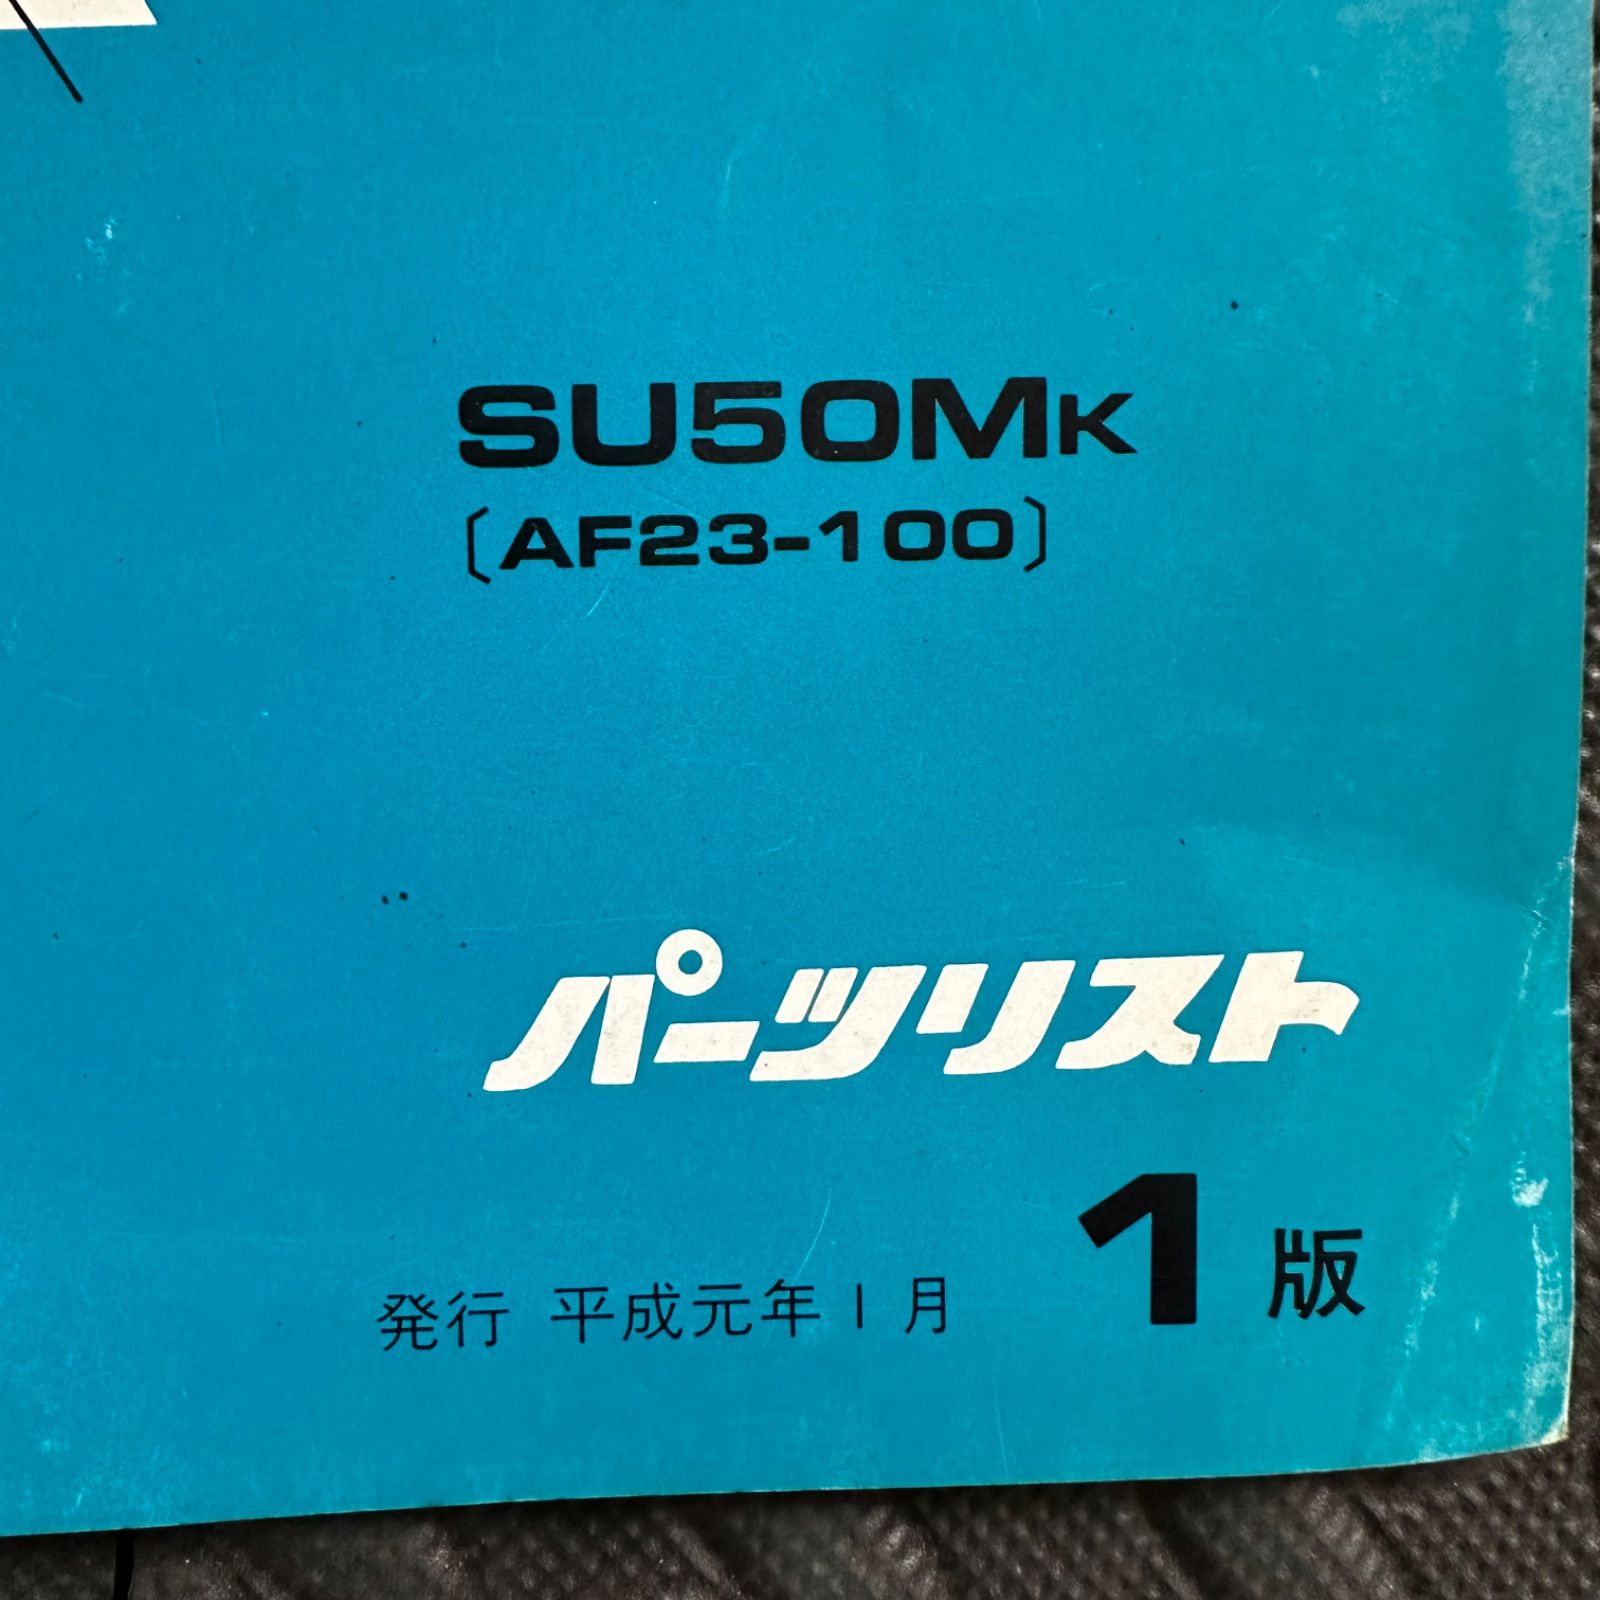 SU50MK
〔AF23-100〕
パーツリスト
1版
発行 平成元年1月